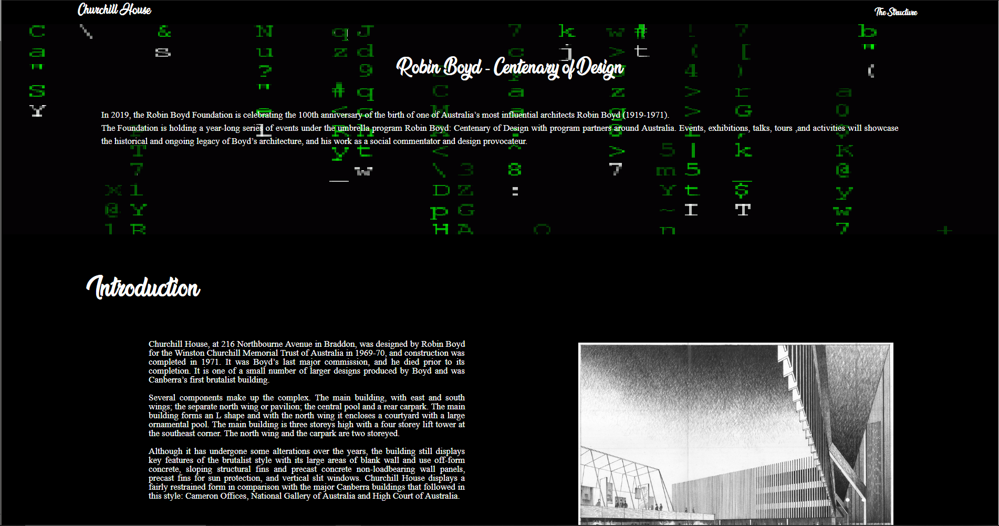 Churchill House
The Structure
Robin Boyd - Centenary of Design
In 2019, the Robin Boyd Foundation is celebrating the 100th anniversary of the birth of one of Australia’s most influential architects Robin Boyd (1919-1971).
The Foundation is holding a year-long series of events under the umbrella program Robin Boyd: Centenary of Design with program partners around Australia. Events, exhibitions, talks, tours ,and activities will showcase
the historical and ongoing legacy of Boyd’s architecture, and his work as a social commentator and design provocateur.
Introduction
Churchill House, at 216 Northbourne Avenue in Braddon, was designed by Robin Boyd
for the Winston Churchill Memorial Trust of Australia in 1969-70, and construction was
completed in 1971. It was Boyd’s last major commission, and he died prior to its
completion. It is one of a small number of larger designs produced by Boyd and was
Canberra’s first brutalist building.
Several components make up the complex. The main building, with east and south
wings; the separate north wing or pavilion; the central pool and a rear carpark. The main
building forms an L shape and with the north wing it encloses a courtyard with a large
ornamental pool. The main building is three storeys high with a four storey lift tower at
the southeast corner. The north wing and the carpark are two storeyed.
Although it has undergone some alterations over the years, the building still displays
key features of the brutalist style with its large areas of blank wall and use off-form
concrete, sloping structural fins and precast concrete non-loadbearing wall panels,
precast fins for sun protection, and vertical slit windows. Churchill House displays a
fairly restrained form in comparison with the major Canberra buildings that followed in
this style: Cameron Offices, National Gallery of Australia and High Court of Australia.